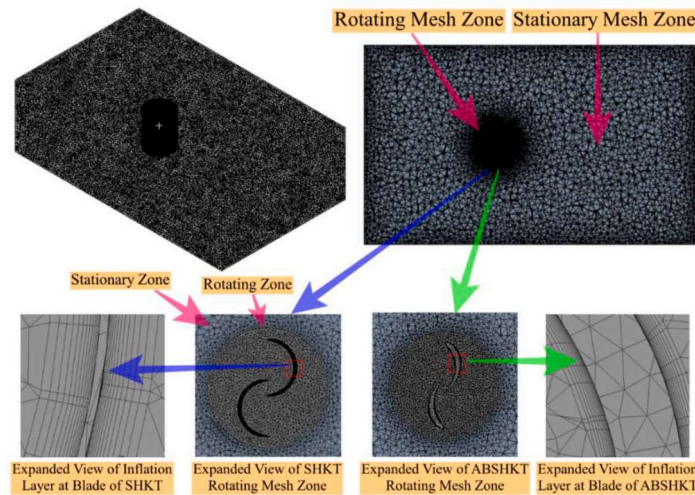 Rotating Mesh Zone
Stationary Mesh Zone
Stationary Zone
Rotating Zone
Expanded View of Inflation
Layer at Blade of SHKT
Expanded View of SHKT
Rotating Mesh Zone
Expanded View of ABSHKT
Rotating Mesh Zone
Expanded View of Inflation
Layer at Blade of ABSHKT